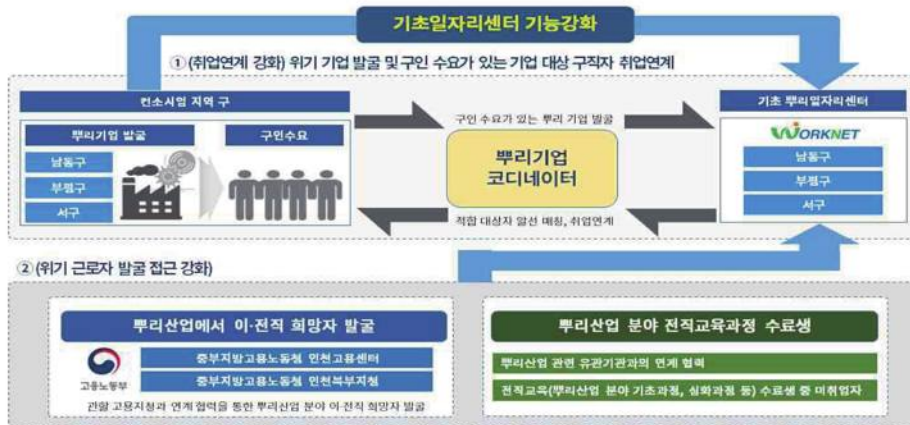 기초일자리센터 기능강화
① (취업연계 강화) 위기 기업 발굴 및 구인 수요가 있는 기업 대상 구직자 취업연계
컨소시엄 지역 구
뿌리기업 발굴
구인수요
남동구
부평구
서구
구인 수요가 있는 뿌리 기업 발굴
뿌리기업
코디네이터
적합 대상자 알선 매칭, 취업연계
기초 뿌리일자리센터
WORKNET
남동구
부평구
서구
② (위기 근로자 발굴 접근 강화)
뿌리산업에서 이·전직 희망자 발굴
고용노동부
중부지방고용노동청 인천고용센터
중부지방고용노동청 인천북부지청
관할 고용지청과 연계 협력을 통한 뿌리산업 분야 이·전직 희망자 발굴
뿌리산업 분야 전직교육과정 수료생
뿌리산업 관련 유관기관과의 연계 협력
전직교육(뿌리산업 분야 기초과정, 심화과정 등) 수료생 중 미취업자